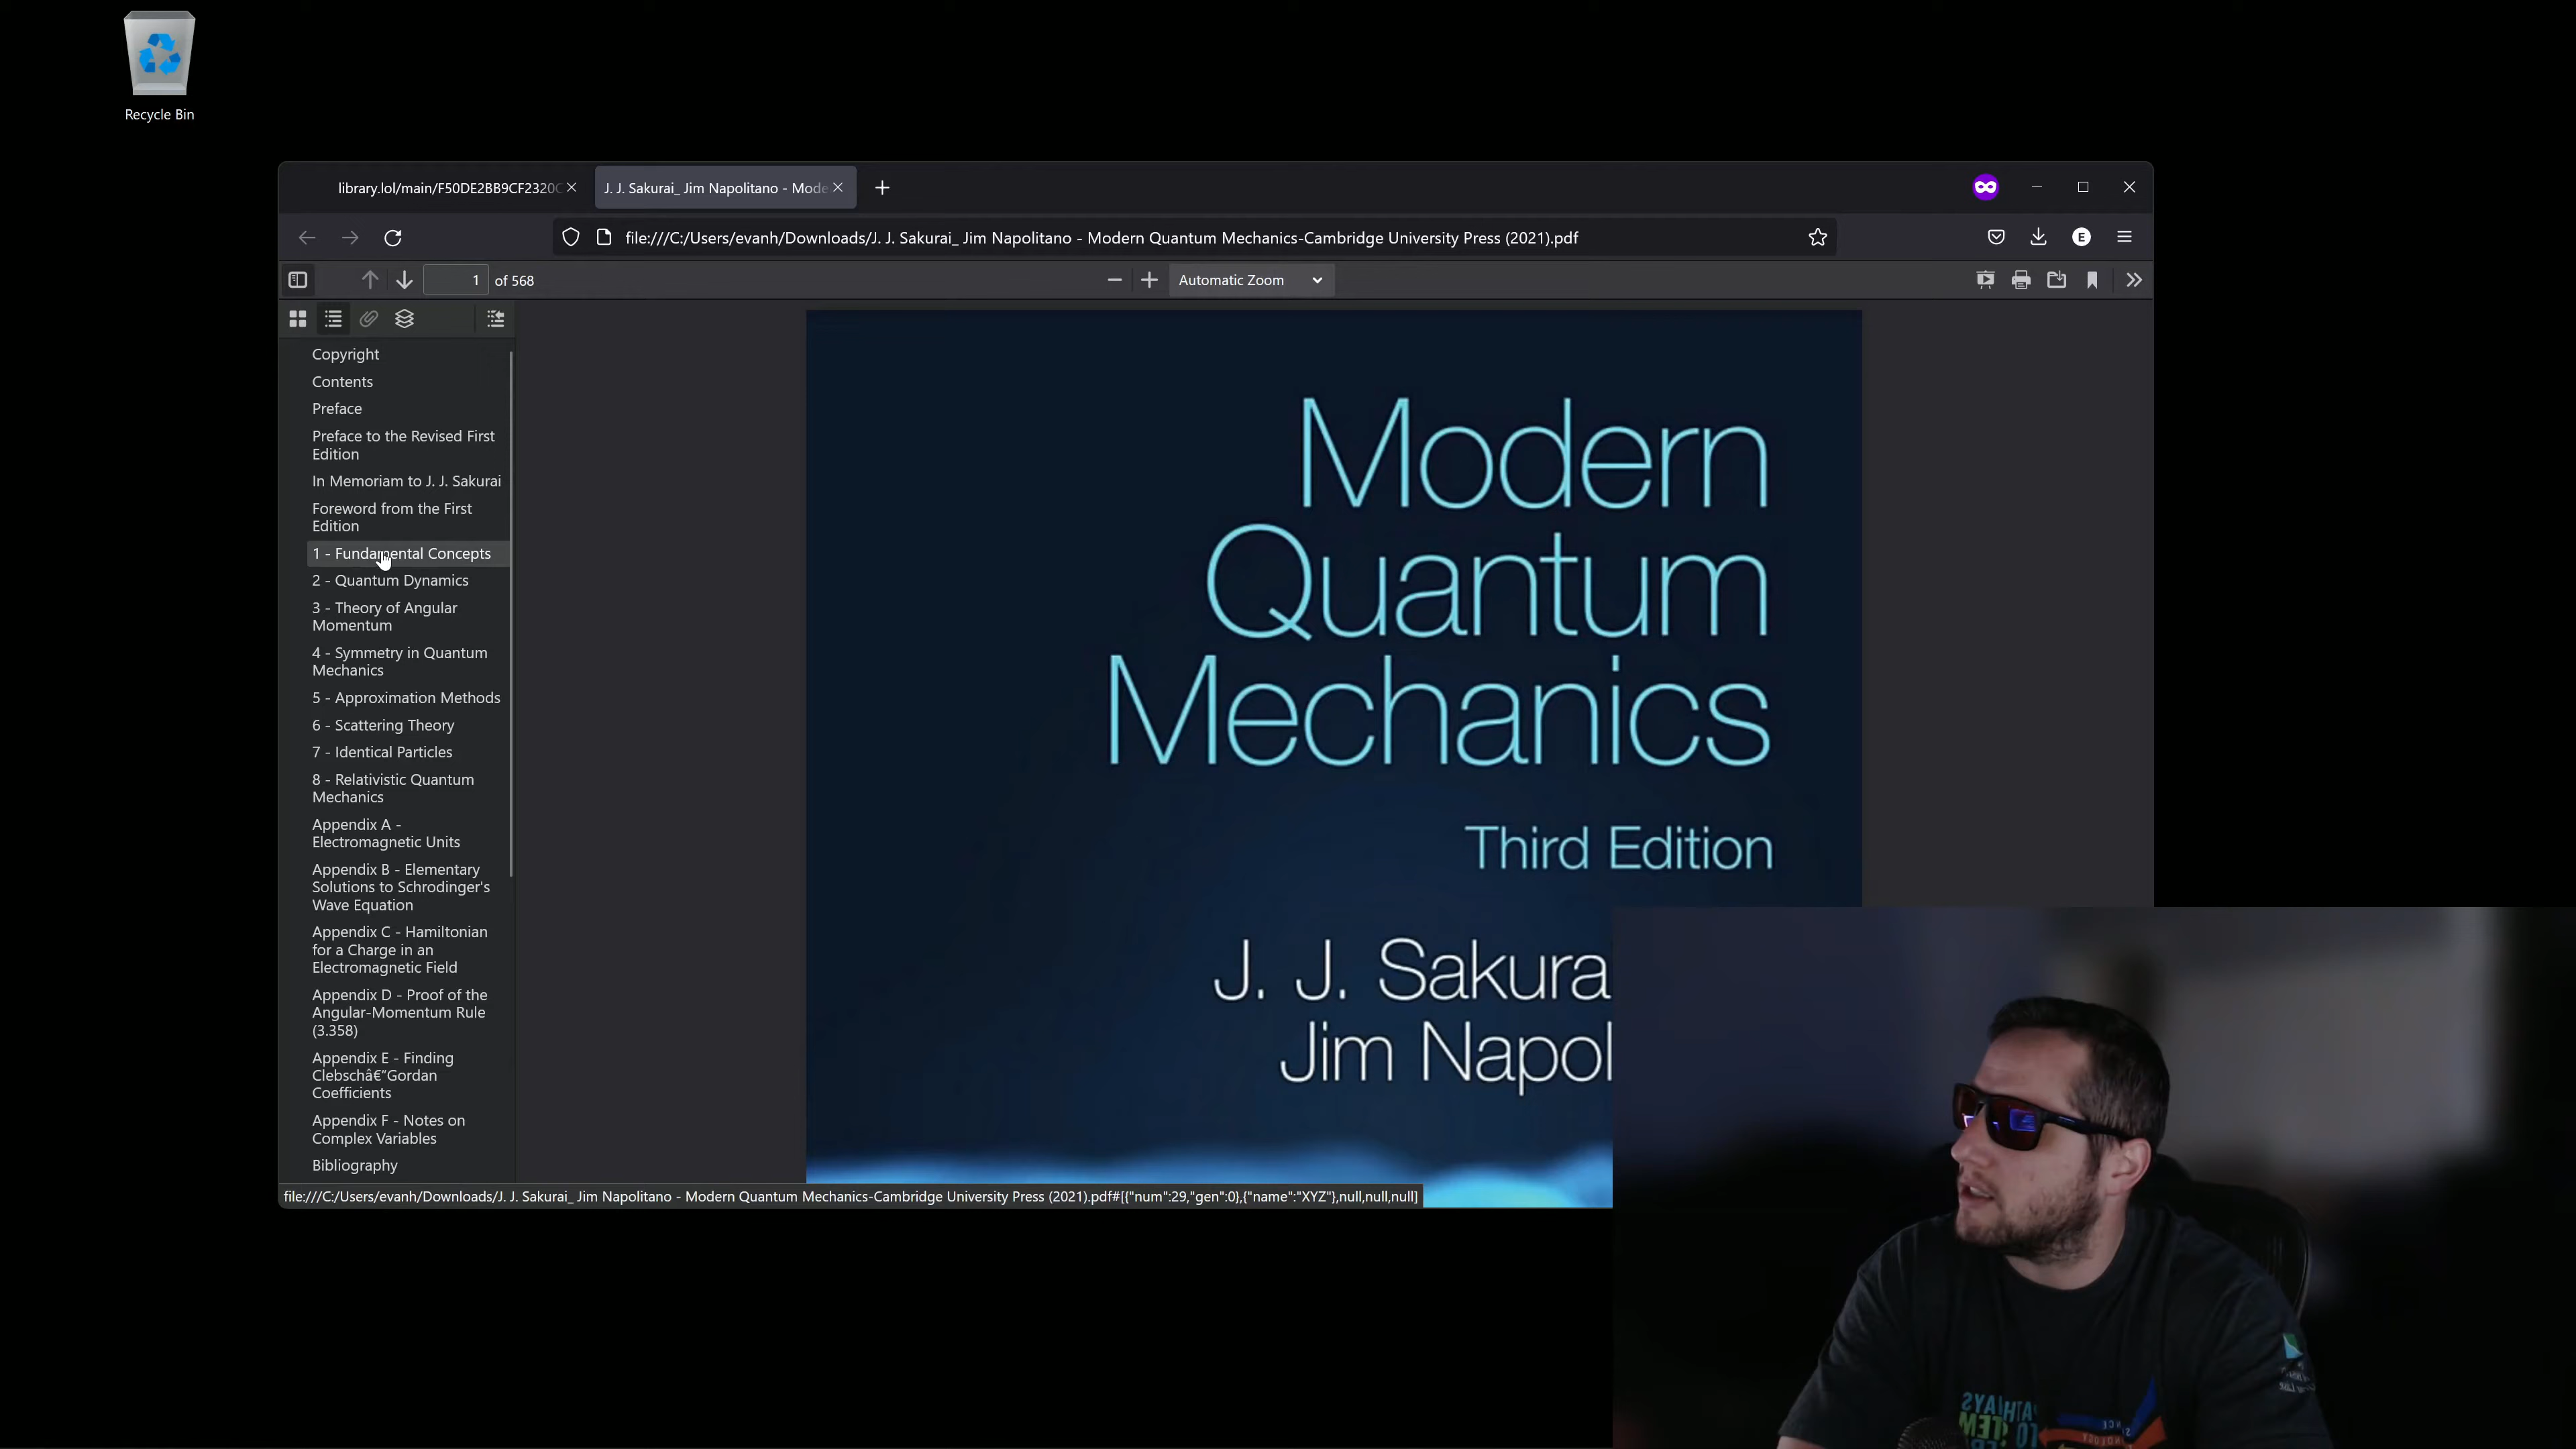 Recycle Bin
library.lol/main/F50DE2BB9CF2320C
J. J. Sakurai_ Jim Napolitano - Mode
file:///C:/Users/evanh/Downloads/J. J. Sakurai_ Jim Napolitano - Modern Quantum Mechanics-Cambridge University Press (2021).pdf
E
1 of 568
Automatic Zoom
Copyright
Contents
Preface
Preface to the Revised First
Edition
In Memoriam to J. J. Sakurai
Foreword from the First
Edition
1 - Fundamental Concepts
2 - Quantum Dynamics
3 - Theory of Angular
Momentum
4 - Symmetry in Quantum
Mechanics
5 - Approximation Methods
6 - Scattering Theory
7 - Identical Particles
8 - Relativistic Quantum
Mechanics
Appendix A -
Electromagnetic Units
Appendix B - Elementary
Solutions to Schrodinger's
Wave Equation
Appendix C - Hamiltonian
for a Charge in an
Electromagnetic Field
Appendix D - Proof of the
Angular-Momentum Rule
(3.358)
Appendix E - Finding
Clebschâ€“Gordan
Coefficients
Appendix F - Notes on
Complex Variables
Bibliography
Modern
Quantum
Mechanics
Third Edition
J. J. Sakura
Jim Napol
file:///C:/Users/evanh/Downloads/J. J. Sakurai_ Jim Napolitano - Modern Quantum Mechanics-Cambridge University Press (2021).pdf#[{"num":29,"gen":0},{"name":"XYZ"},null,null,null]